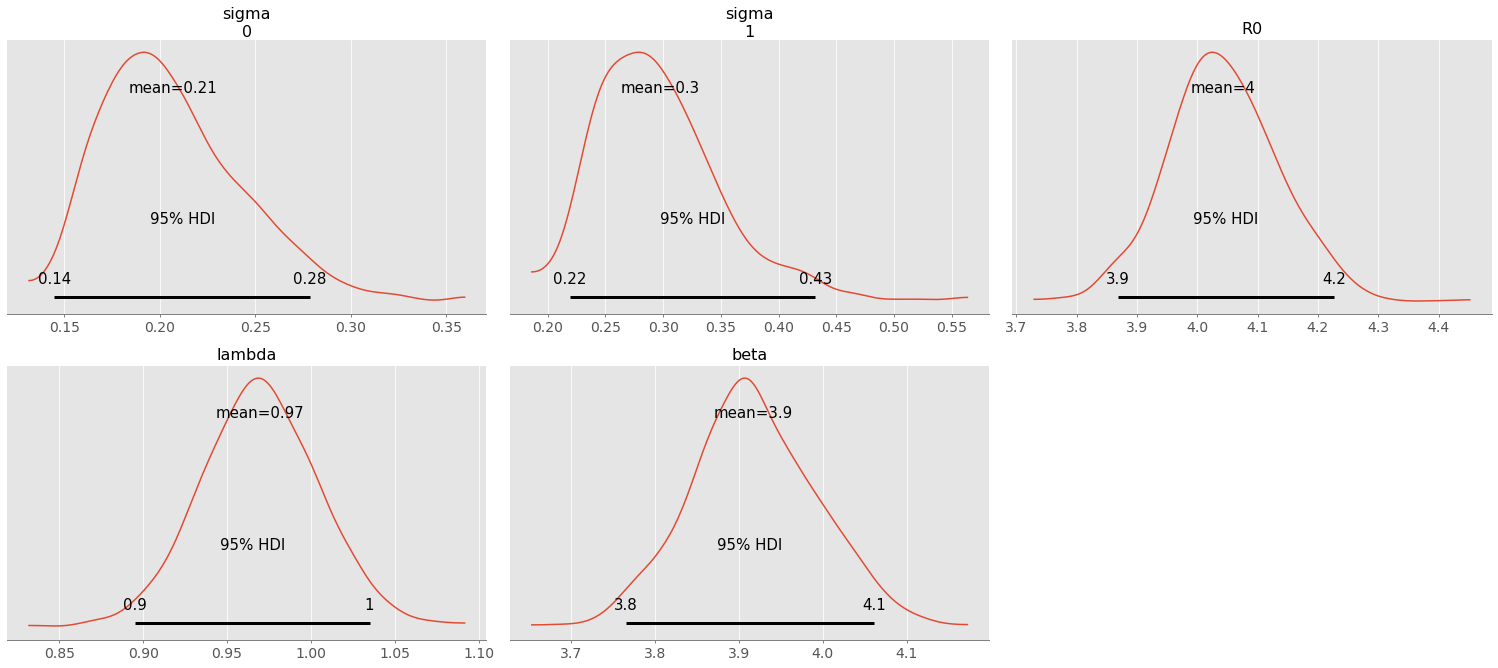 sigma
0
mean=0.21
95% HDI
0.14 0.28
0.15 0.20 0.25 0.30 0.35
sigma
1
mean=0.3
95% HDI
0.22 0.43
0.20 0.25 0.30 0.35 0.40 0.45 0.50 0.55
R0
mean=4
95% HDI
3.9 4.2
3.7 3.8 3.9 4.0 4.1 4.2 4.3 4.4
lambda
mean=0.97
95% HDI
0.9 1
0.85 0.90 0.95 1.00 1.05 1.10
beta
mean=3.9
95% HDI
3.8 4.1
3.7 3.8 3.9 4.0 4.1